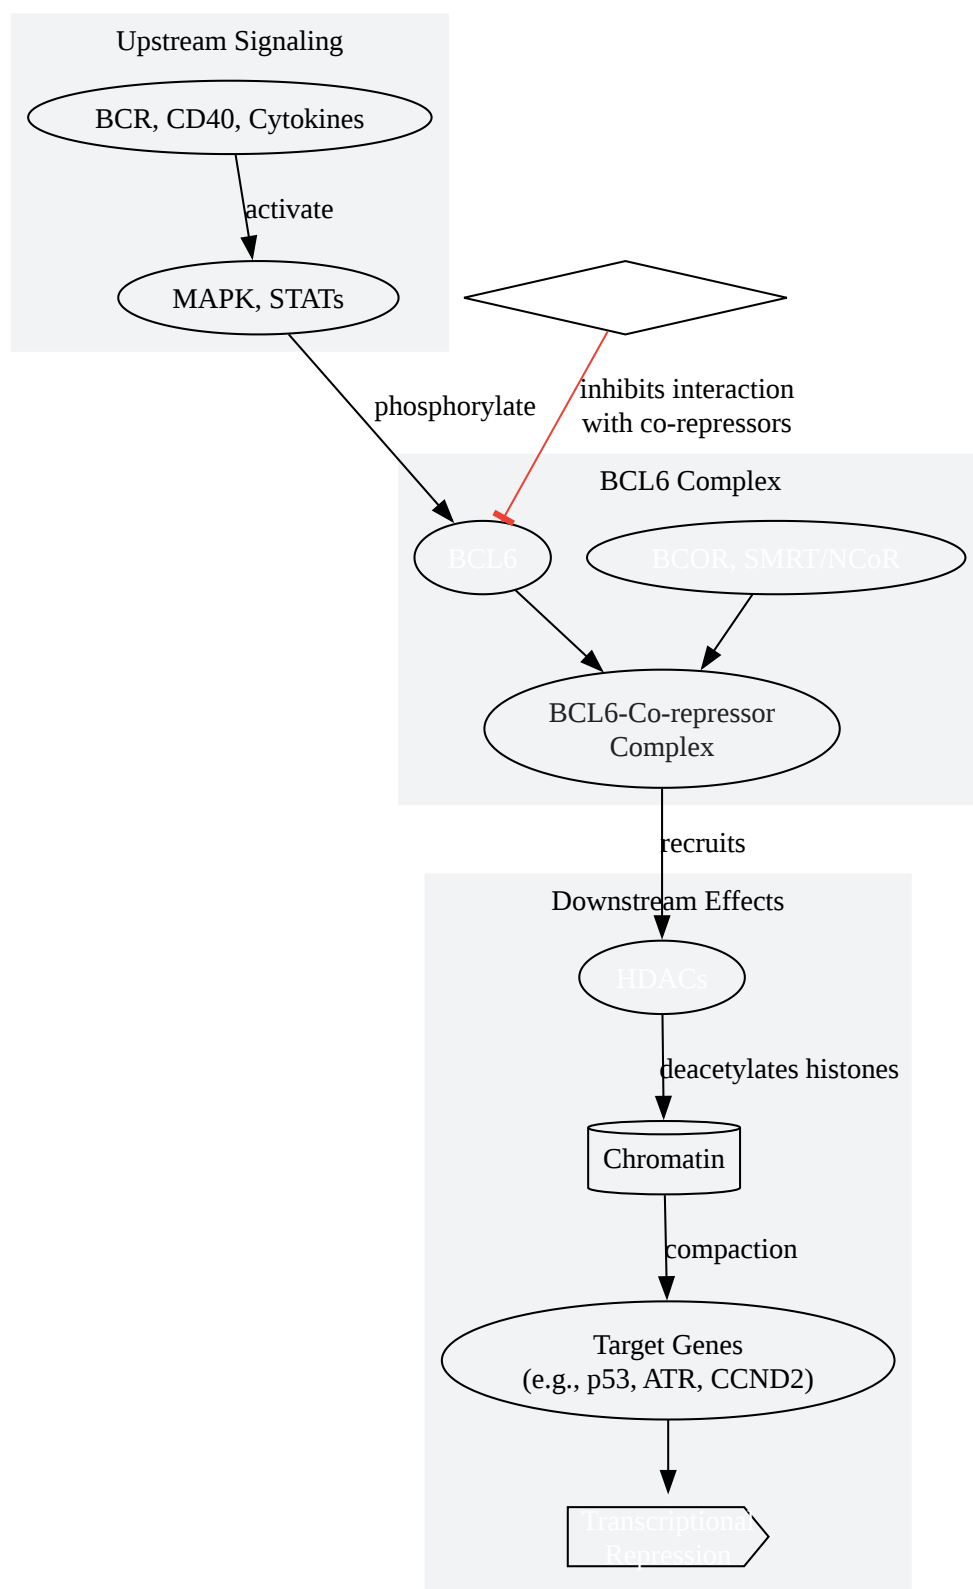 Upstream Signaling
BCR, CD40, Cytokines
activate
MAPK, STATs
phosphorylate
inhibits interaction
with co-repressors
BCL6 Complex
BCL6
BCOR, SMRT/NCoR
BCL6-Co-repressor
Complex
recruits
Downstream Effects
HDACs
deacetylates histones
Chromatin
compaction
Target Genes
(e.g., p53, ATR, CCND2)
Transcriptional
Repression